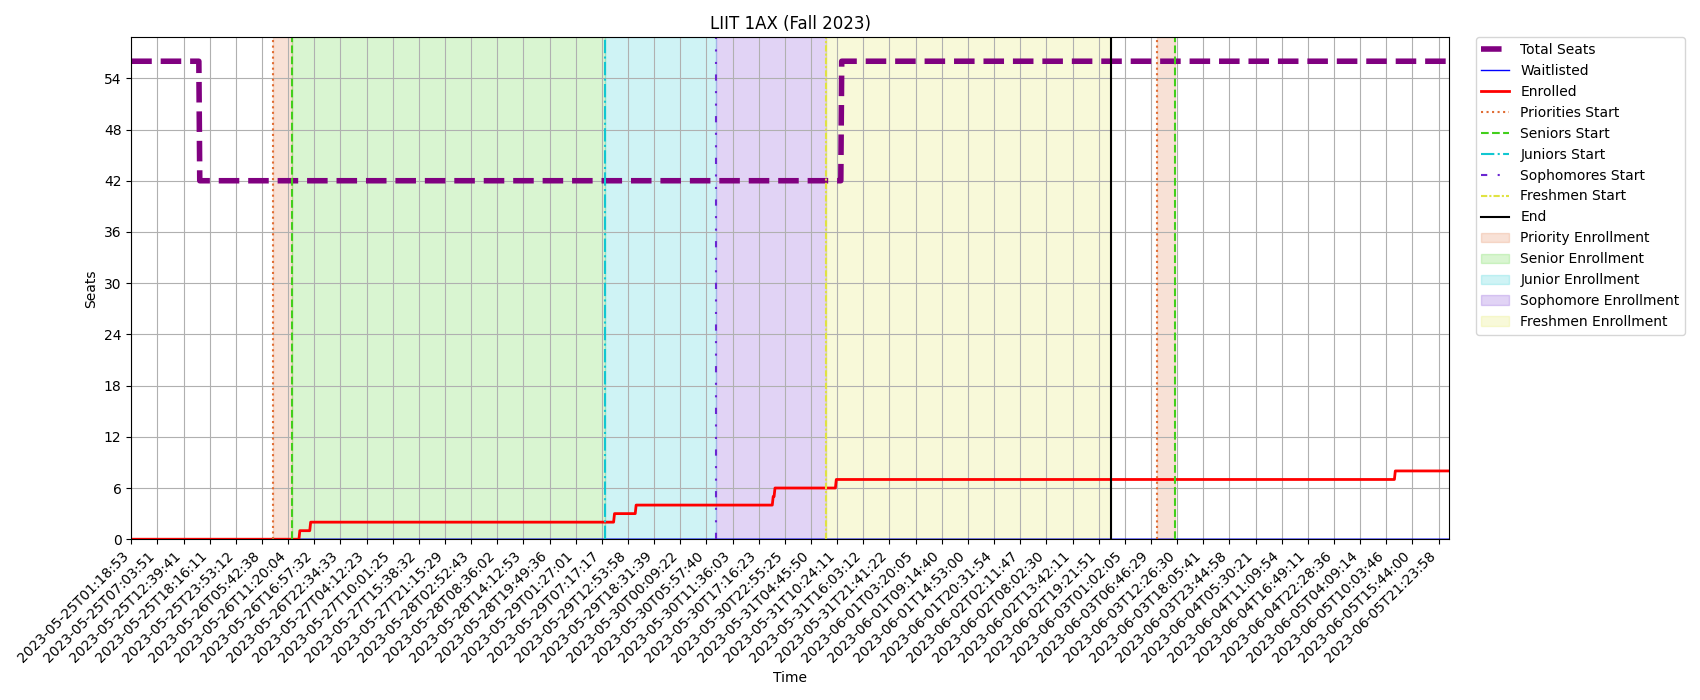 LIIT 1AX (Fall 2023)
Seats
54
48
42
36
30
24
18
12
6
0
2023-05-25T01:18:53
2023-05-25T07:03:51
2023-05-25T12:39:41
2023-05-25T18:16:11
2023-05-25T23:53:12
2023-05-26T05:42:38
2023-05-26T11:20:04
2023-05-26T16:57:32
2023-05-26T22:34:33
2023-05-27T04:12:23
2023-05-27T10:01:25
2023-05-27T15:38:32
2023-05-27T21:15:29
2023-05-28T02:52:43
2023-05-28T08:36:02
2023-05-28T14:12:53
2023-05-28T19:49:36
2023-05-29T01:27:01
2023-05-29T07:17:17
2023-05-29T12:53:58
2023-05-29T18:31:39
2023-05-30T00:09:22
2023-05-30T05:57:40
2023-05-30T11:36:03
2023-05-30T17:16:23
2023-05-30T22:55:25
2023-05-31T04:45:50
2023-05-31T10:24:11
2023-05-31T16:03:12
2023-05-31T21:41:22
2023-06-01T03:20:05
2023-06-01T09:14:40
2023-06-01T14:53:00
2023-06-01T20:31:54
2023-06-02T02:11:47
2023-06-02T08:02:30
2023-06-02T13:42:11
2023-06-02T19:21:51
2023-06-03T01:02:05
2023-06-03T06:46:29
2023-06-03T12:26:30
2023-06-03T18:05:41
2023-06-03T23:44:58
2023-06-04T05:30:21
2023-06-04T11:09:54
2023-06-04T16:49:11
2023-06-04T22:28:36
2023-06-05T04:09:14
2023-06-05T10:03:46
2023-06-05T15:44:00
2023-06-05T21:23:58
Time
Total Seats
Waitlisted
Enrolled
Priorities Start
Seniors Start
Juniors Start
Sophomores Start
Freshmen Start
End
Priority Enrollment
Senior Enrollment
Junior Enrollment
Sophomore Enrollment
Freshmen Enrollment